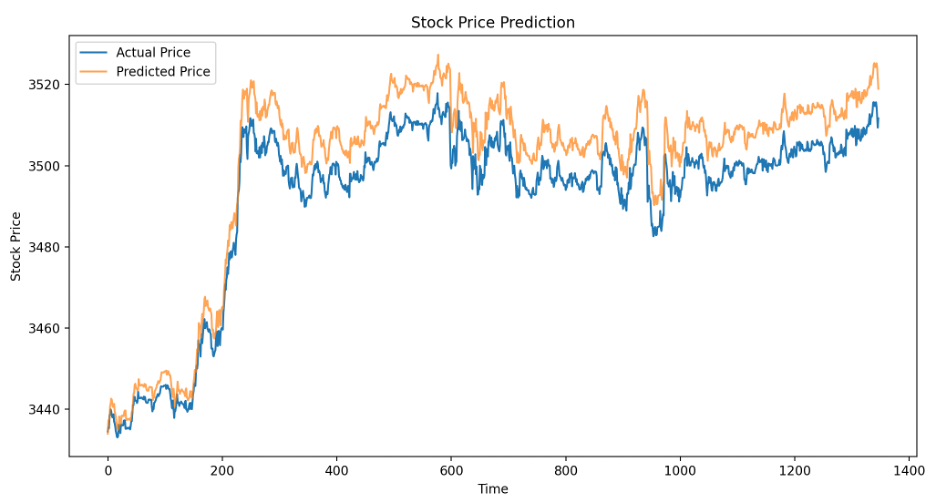 Stock Price Prediction
Actual Price
Predicted Price
3520
3500
3480
3460
3440
Stock Price
0 200 400 600 800 1000 1200 1400
Time